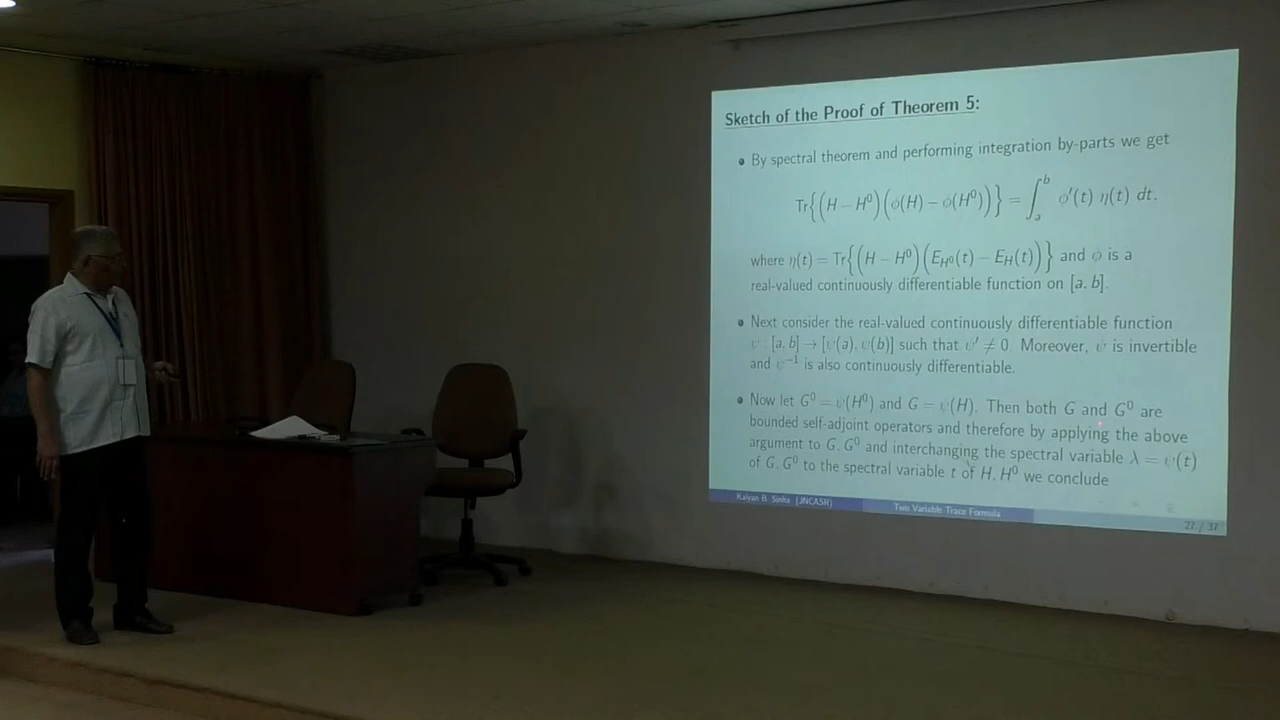 Sketch of the Proof of Theorem 5:
• By spectral theorem and performing integration by-parts we get
Tr{(H − H⁰)(φ(H) − φ(H⁰))} = ∫ₐᵇ φ′(t) η(t) dt.
where η(t) = Tr{(H − H⁰)(E_{H⁰}(t) − E_H(t))} and φ is a
real-valued continuously differentiable function on [a, b].
• Next consider the real-valued continuously differentiable function
ψ : [a, b] → [ψ(a), ψ(b)] such that ψ′ ≠ 0. Moreover, ψ is invertible
and ψ⁻¹ is also continuously differentiable.
• Now let G⁰ = ψ(H⁰) and G = ψ(H). Then both G and G⁰ are
bounded self-adjoint operators and therefore by applying the above
argument to G, G⁰ and interchanging the spectral variable λ = ψ(t)
of G, G⁰ to the spectral variable t of H, H⁰ we conclude
Kalyan B. Sinha (JNCASR) Two Variable Trace Formula 27 / 37